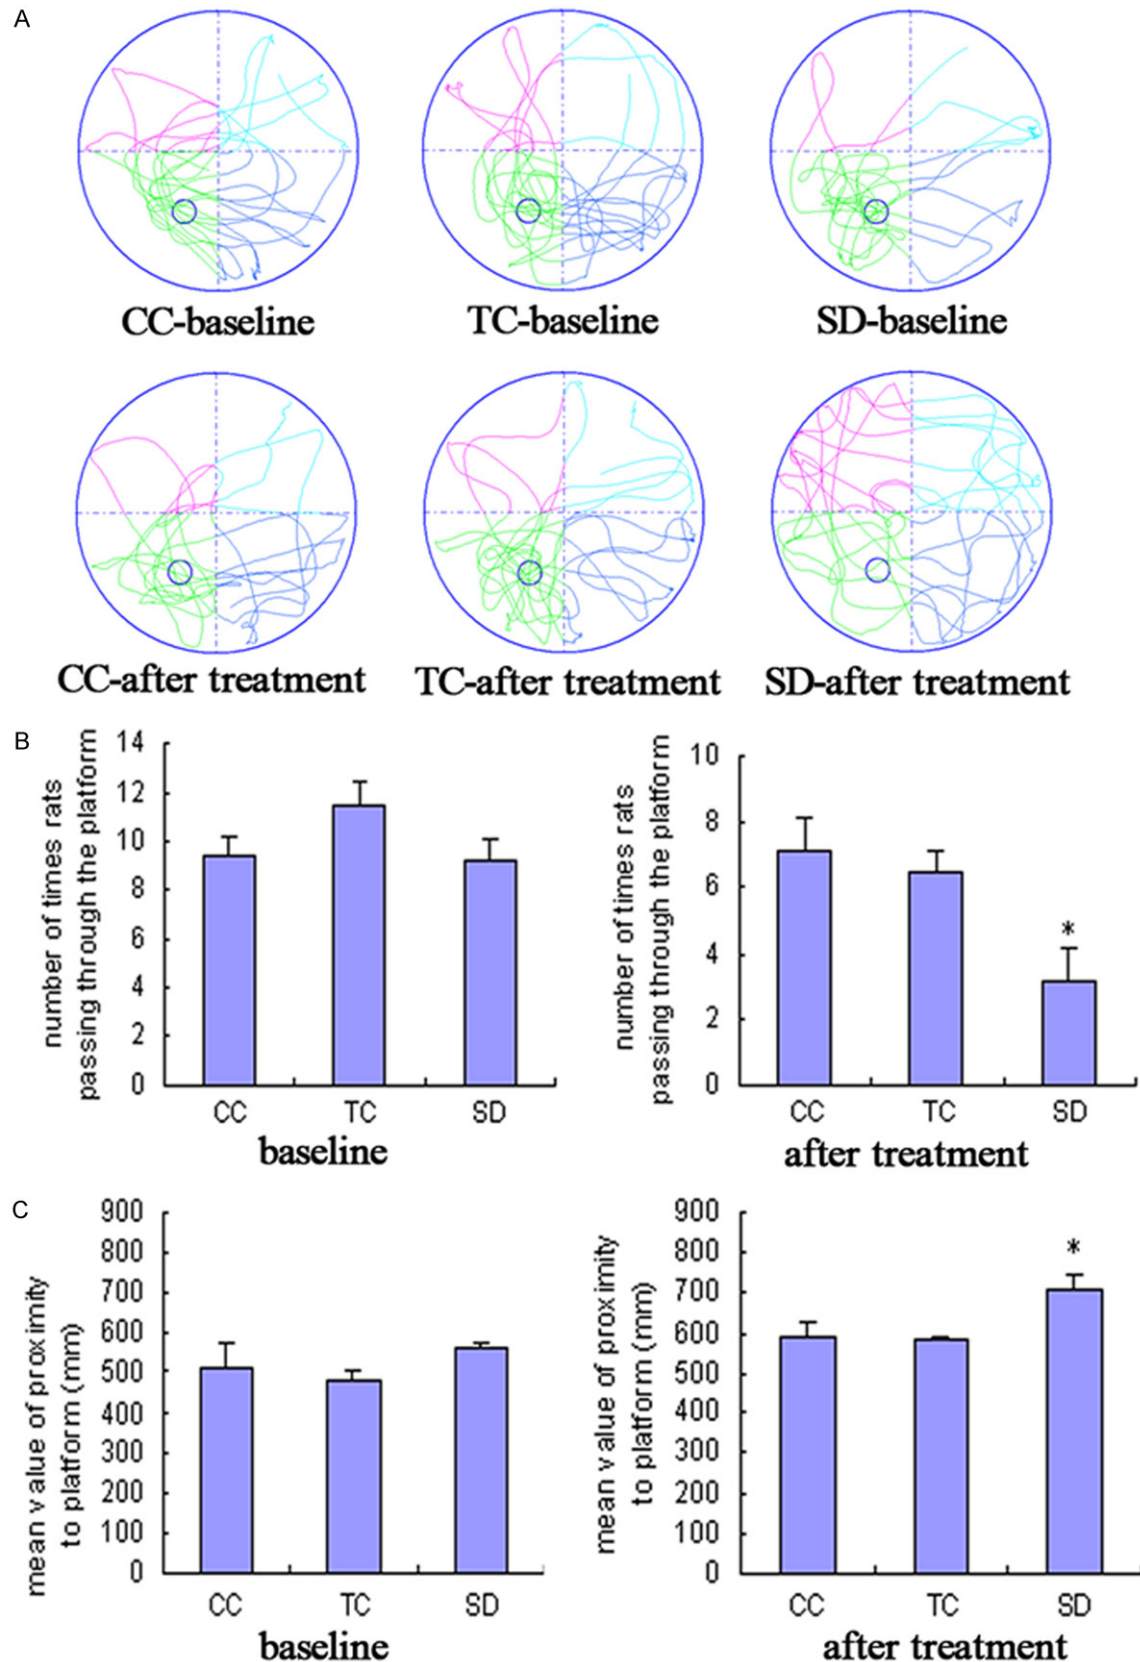 A
CC-baseline
TC-baseline
SD-baseline
CC-after treatment
TC-after treatment
SD-after treatment
B
number of times rats
passing through the platform
14
12
10
8
6
4
2
0
CC
TC
SD
baseline
number of times rats
passing through the platform
10
8
6
4
2
0
*
CC
TC
SD
after treatment
C
mean value of proximity
to platform (mm)
900
800
700
600
500
400
300
200
100
0
CC
TC
SD
baseline
mean value of proximity
to platform (mm)
900
800
700
600
500
400
300
200
100
0
*
CC
TC
SD
after treatment